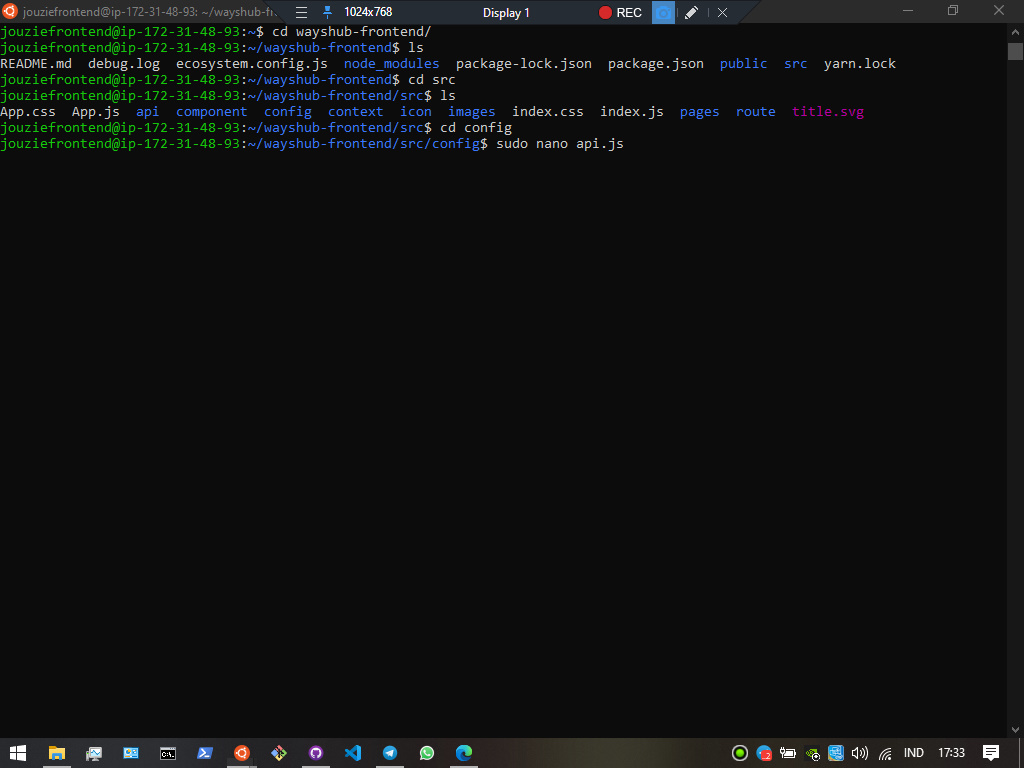 jouziefrontend@ip-172-31-48-93: ~/wayshub-fr
1024x768
Display 1
REC
jouziefrontend@ip-172-31-48-93:~$ cd wayshub-frontend/
jouziefrontend@ip-172-31-48-93:~/wayshub-frontend$ ls
README.md debug.log ecosystem.config.js node_modules package-lock.json package.json public src yarn.lock
jouziefrontend@ip-172-31-48-93:~/wayshub-frontend$ cd src
jouziefrontend@ip-172-31-48-93:~/wayshub-frontend/src$ ls
App.css App.js api component config context icon images index.css index.js pages route title.svg
jouziefrontend@ip-172-31-48-93:~/wayshub-frontend/src$ cd config
jouziefrontend@ip-172-31-48-93:~/wayshub-frontend/src/config$ sudo nano api.js
IND
17:33